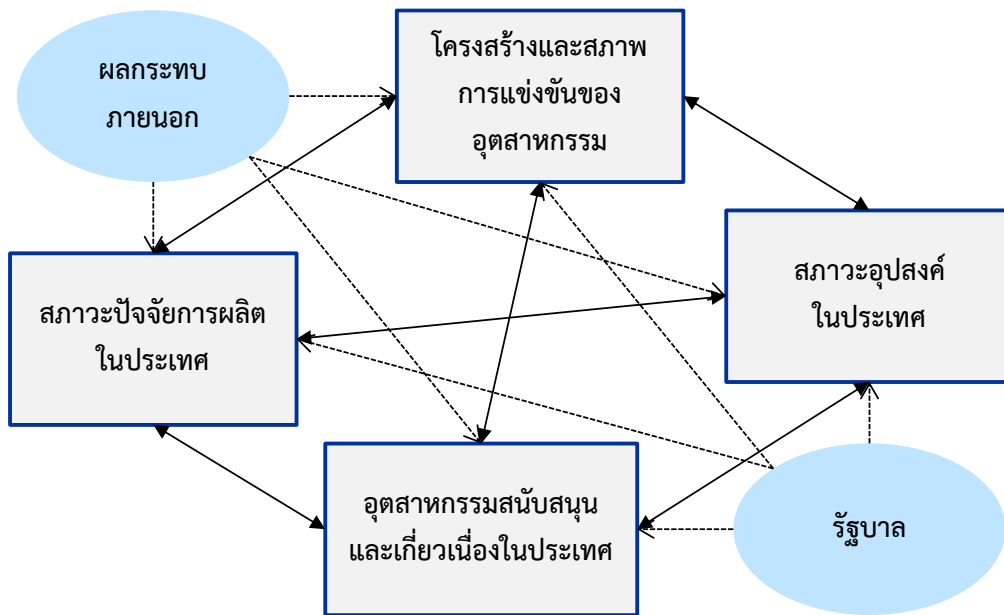 ผลกระทบ
ภายนอก
โครงสร้างและสภาพ
การแข่งขันของ
อุตสาหกรรม
สภาวะปัจจัยการผลิต
ในประเทศ
สภาวะอุปสงค์
ในประเทศ
อุตสาหกรรมสนับสนุน
และเกี่ยวเนื่องในประเทศ
รัฐบาล